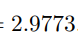 = 2.9773